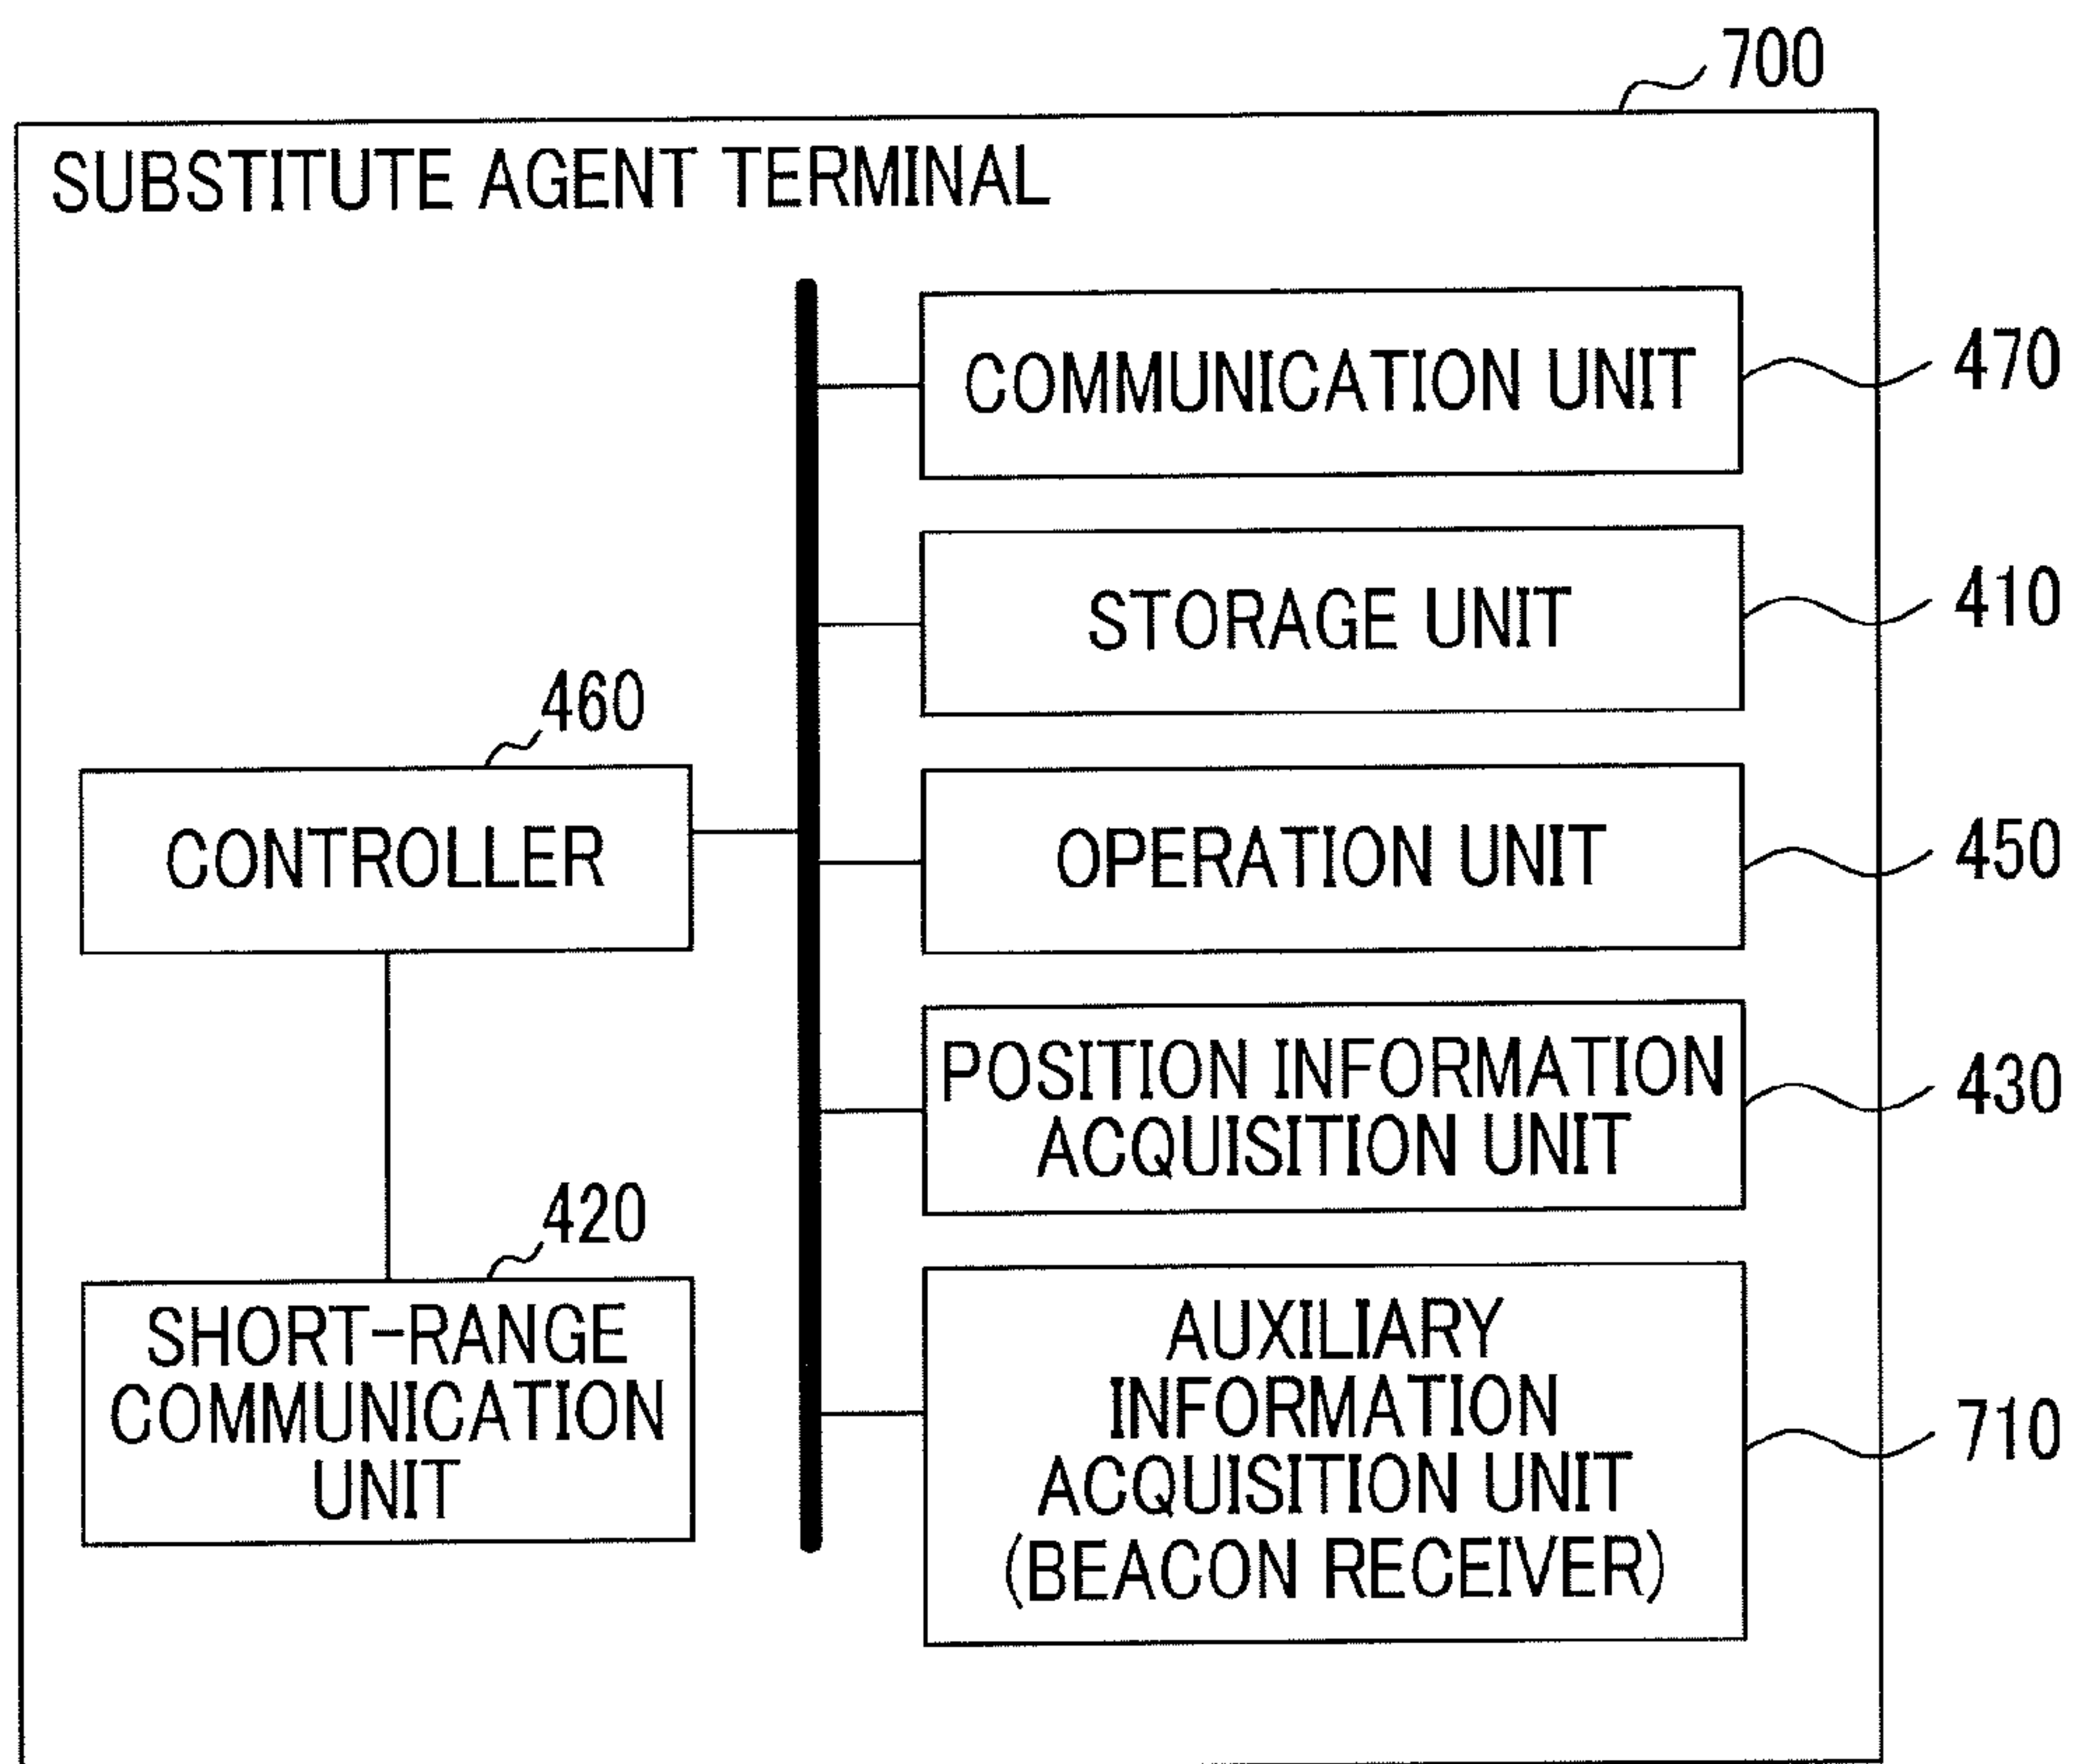 700
SUBSTITUTE AGENT TERMINAL
COMMUNICATION UNIT
470
STORAGE UNIT
410
460
CONTROLLER
OPERATION UNIT
450
POSITION INFORMATION
ACQUISITION UNIT
430
420
SHORT-RANGE
COMMUNICATION
UNIT
AUXILIARY
INFORMATION
ACQUISITION UNIT
(BEACON RECEIVER)
710